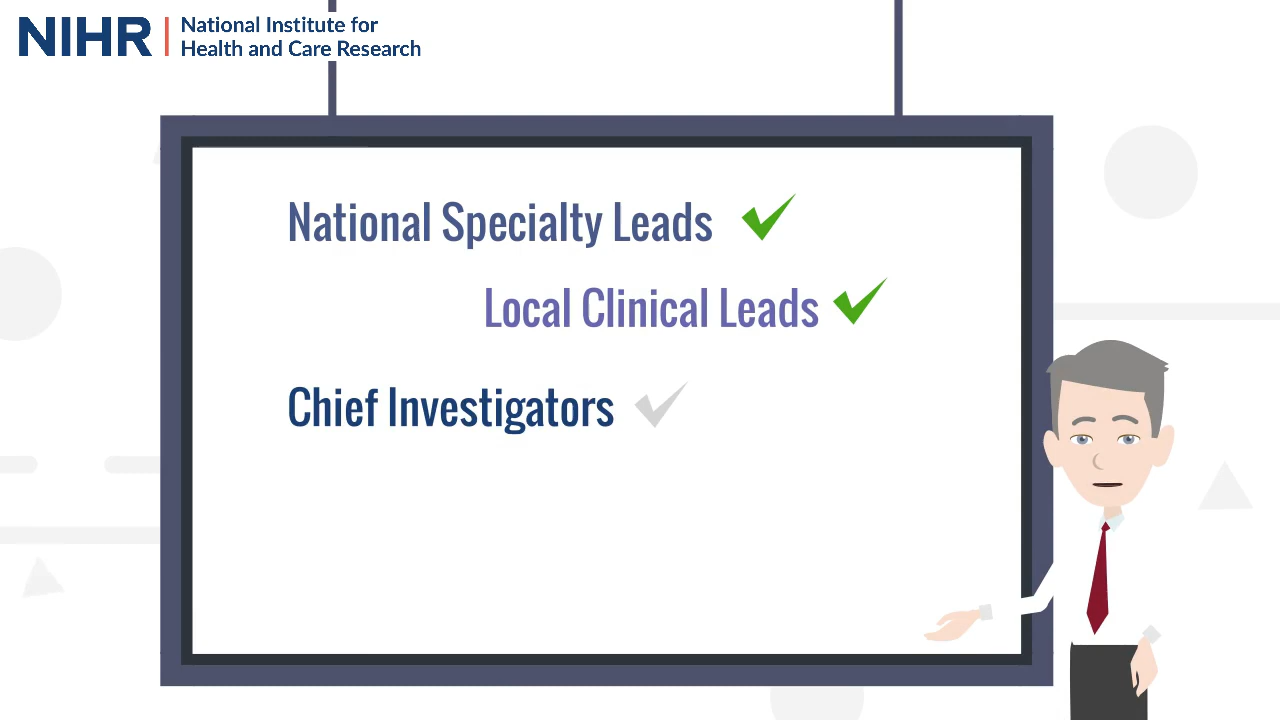 NIHR
National Institute for
Health and Care Research
National Specialty Leads
Local Clinical Leads
Chief Investigators